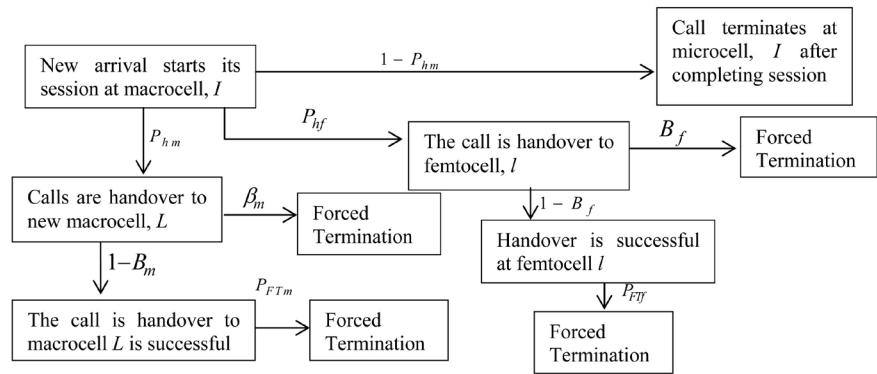 New arrival starts its
session at macrocell, I
1 − P_hm
Call terminates at
microcell, I after
completing session
P_hm
P_hf
The call is handover to
femtocell, l
B_f
Forced
Termination
Calls are handover to
new macrocell, L
β_m
Forced
Termination
1 − B_f
Handover is successful
at femtocell l
1−B_m
P_FTm
P_FTf
The call is handover to
macrocell L is successful
Forced
Termination
Forced
Termination